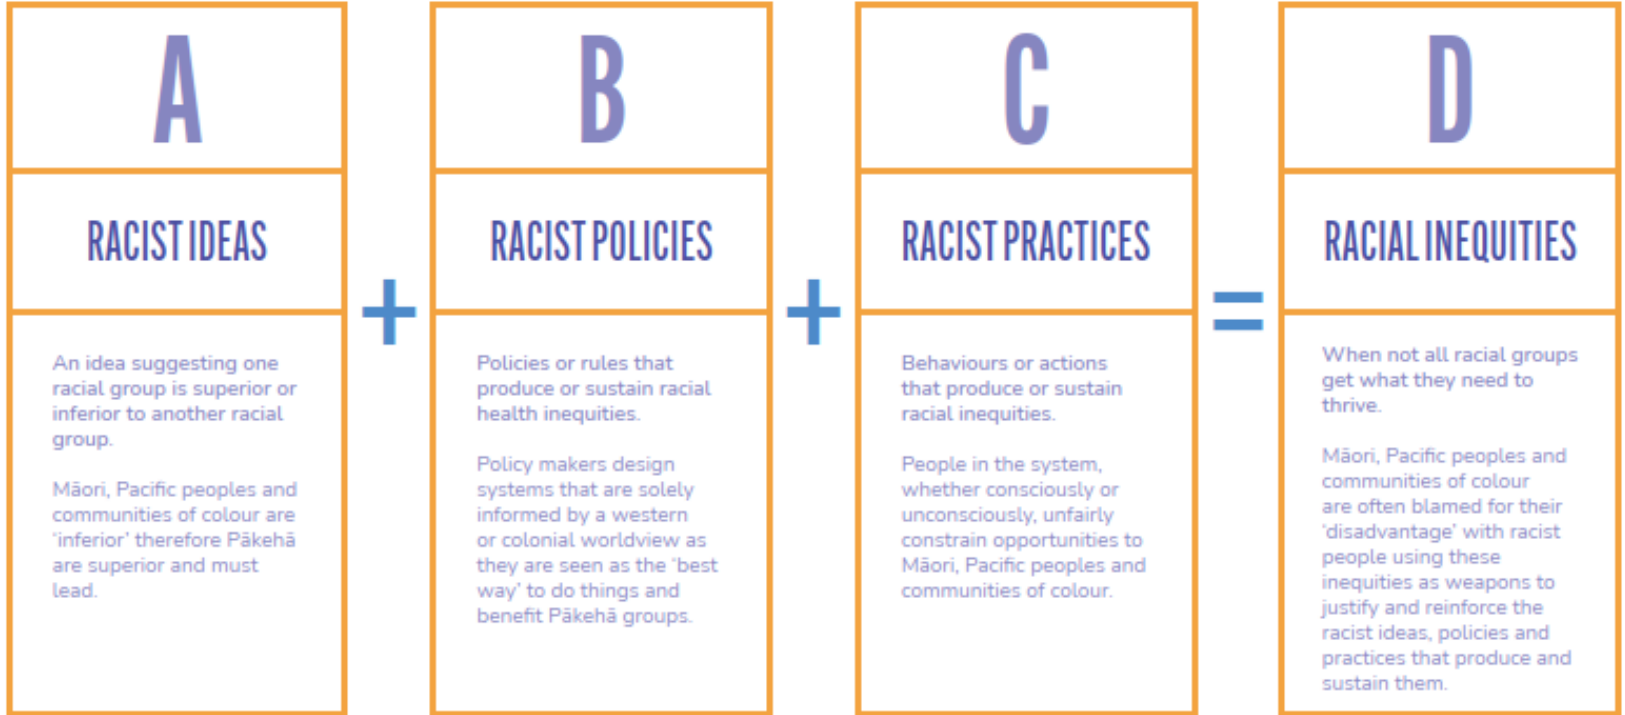 A
RACIST IDEAS
An idea suggesting one
racial group is superior or
inferior to another racial
group.
Māori, Pacific peoples and
communities of colour are
‘inferior’ therefore Pākehā
are superior and must
lead.
+
B
RACIST POLICIES
Policies or rules that
produce or sustain racial
health inequities.
Policy makers design
systems that are solely
informed by a western
or colonial worldview as
they are seen as the ‘best
way’ to do things and
benefit Pākehā groups.
+
C
RACIST PRACTICES
Behaviours or actions
that produce or sustain
racial inequities.
People in the system,
whether consciously or
unconsciously, unfairly
constrain opportunities to
Māori, Pacific peoples and
communities of colour.
=
D
RACIAL INEQUITIES
When not all racial groups
get what they need to
thrive.
Māori, Pacific peoples and
communities of colour
are often blamed for their
‘disadvantage’ with racist
people using these
inequities as weapons to
justify and reinforce the
racist ideas, policies and
practices that produce and
sustain them.